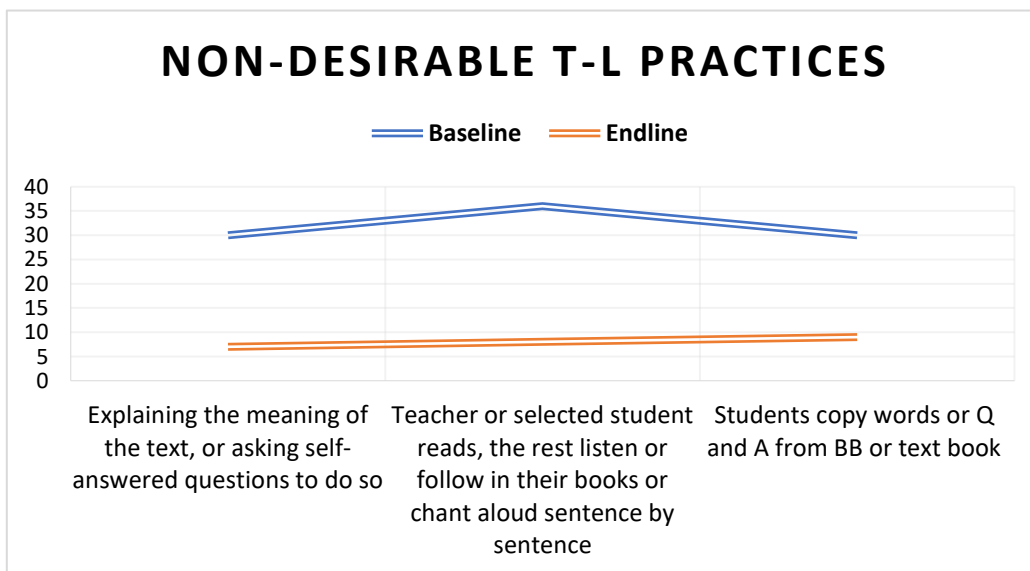 NON-DESIRABLE T-L PRACTICES
Baseline Endline
40
35
30
25
20
15
10
5
0
Explaining the meaning of
the text, or asking self-
answered questions to do so
Teacher or selected student
reads, the rest listen or
follow in their books or
chant aloud sentence by
sentence
Students copy words or Q
and A from BB or text book